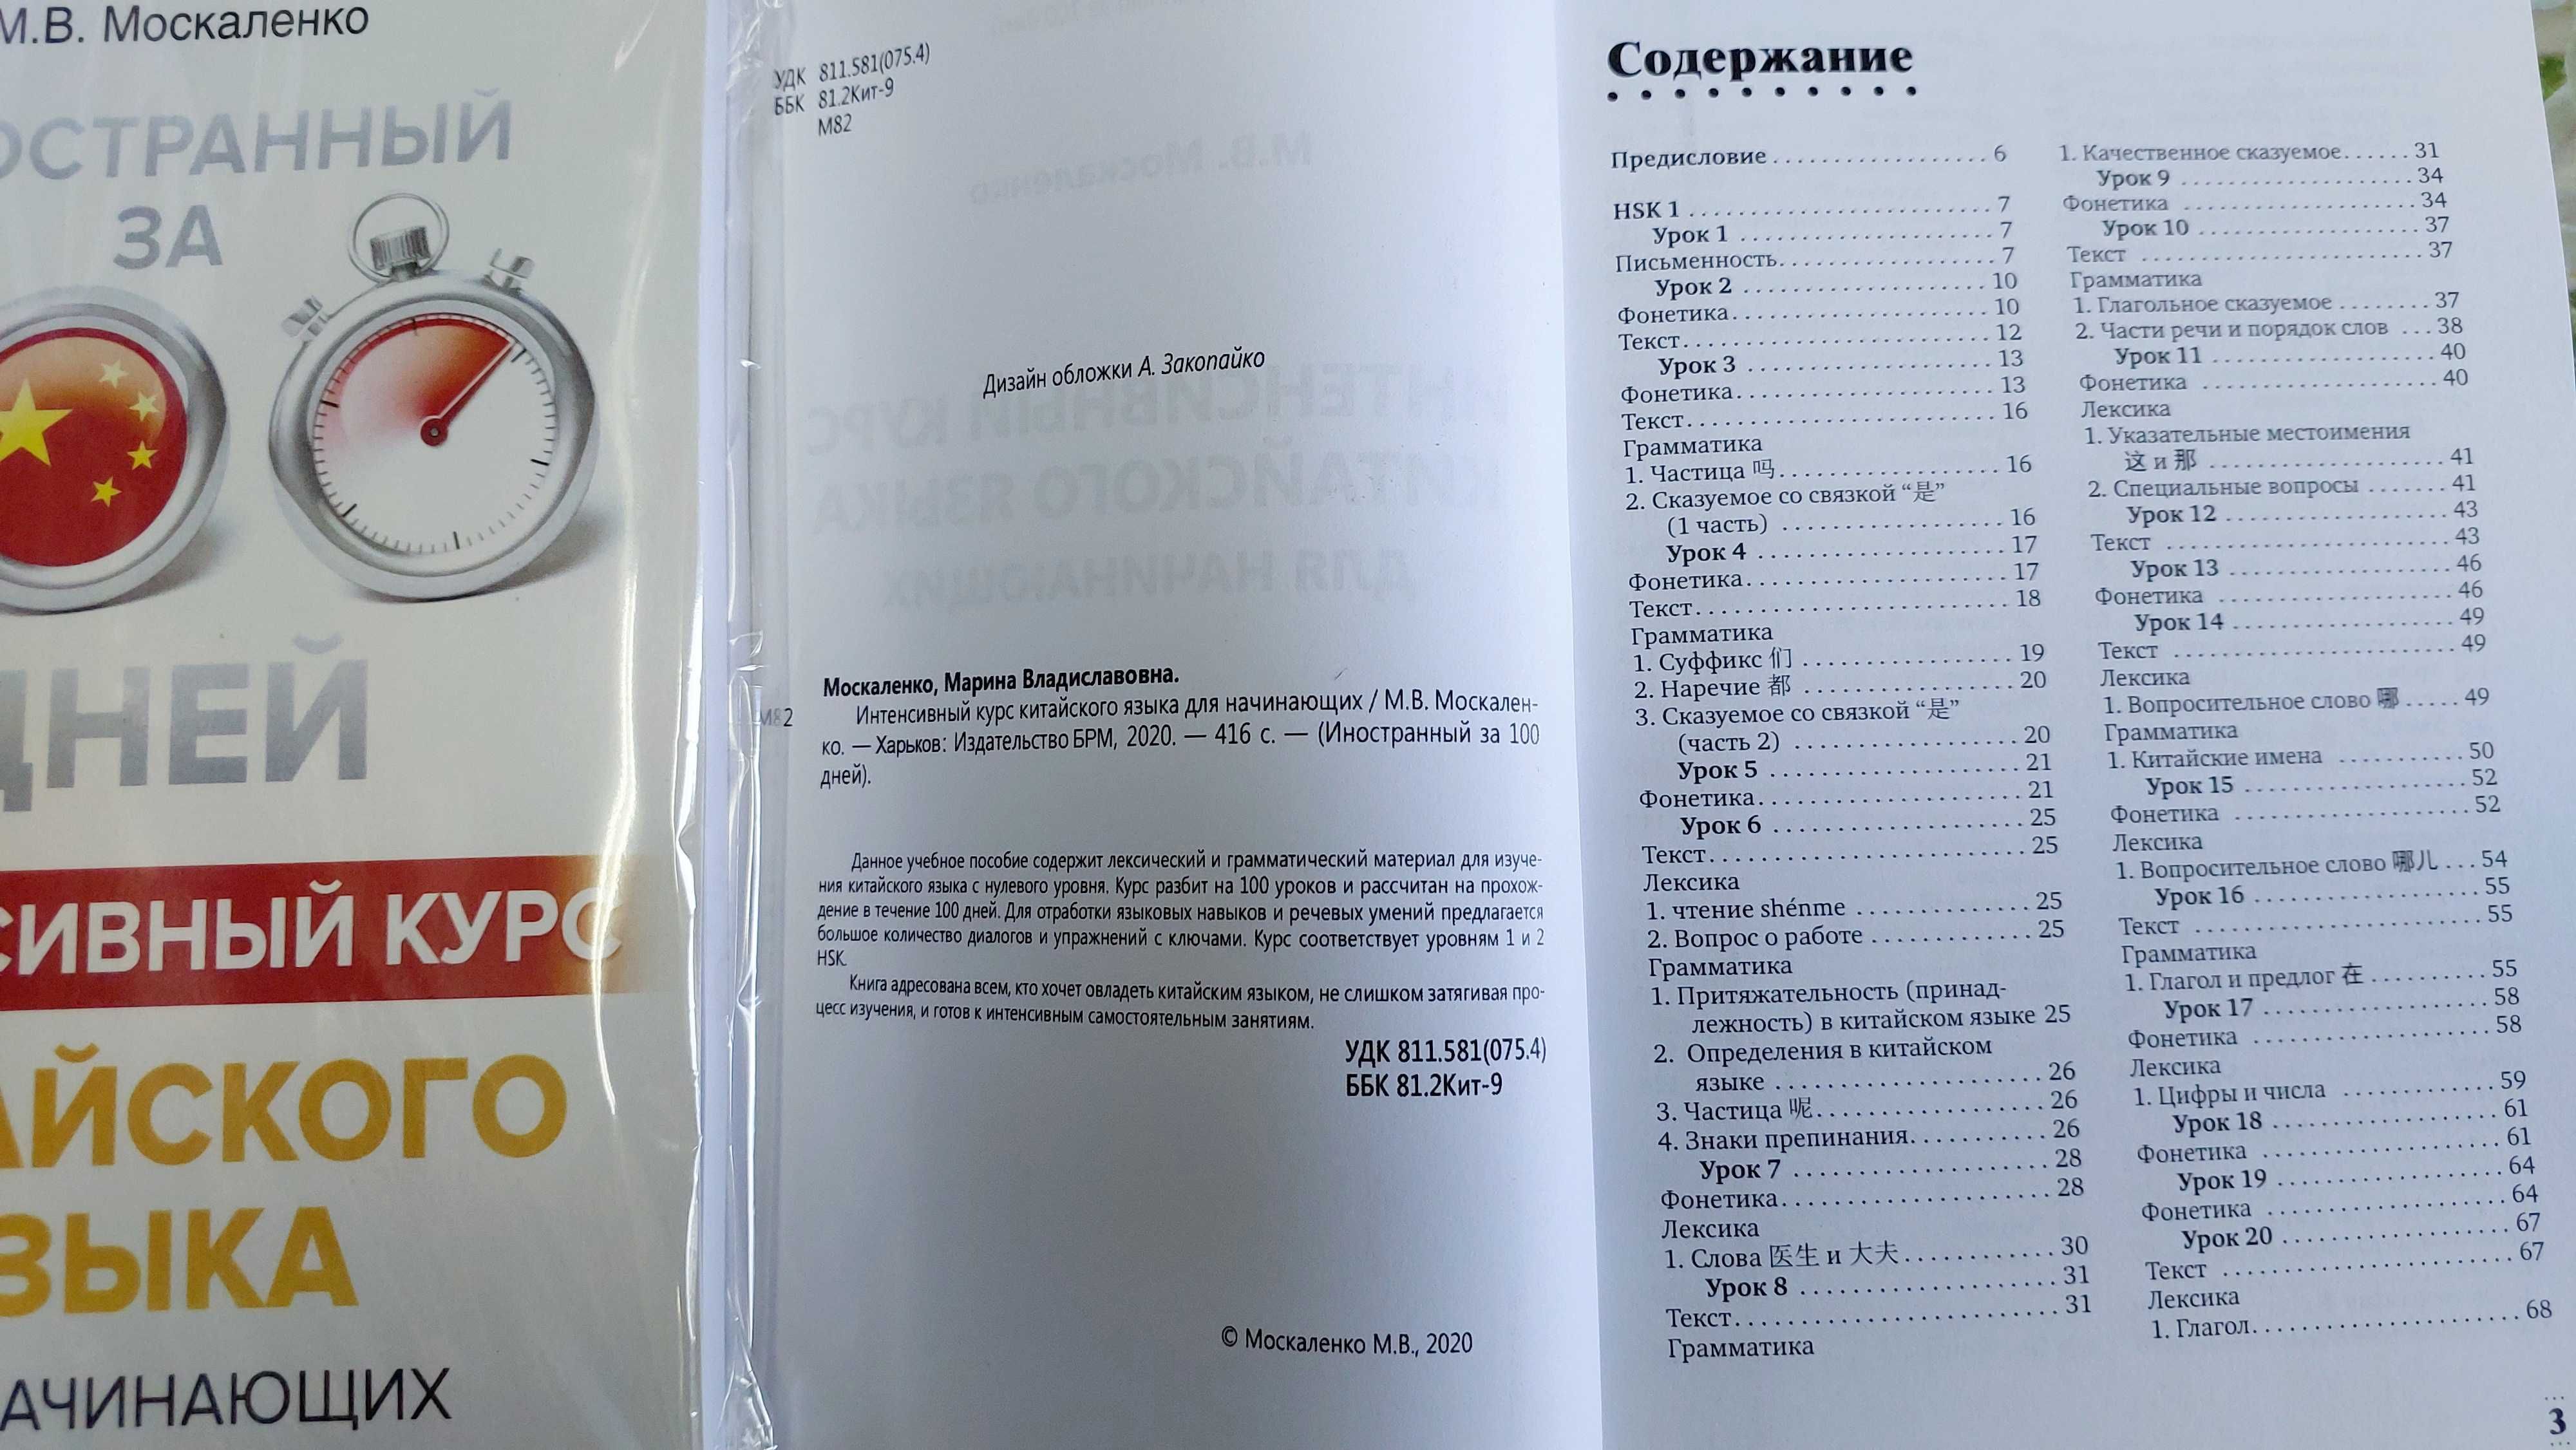 М.В. Москаленко
ОСТРАННЫЙ
ЗА
ДНЕЙ
СИВНЫЙ КУРС
АЙСКОГО
ЗЫКА
АЧИНАЮЩИХ
УДК 811.581(075.4)
ББК 81.2Кит-9
М82
Дизайн обложки А. Закопайко
Москаленко, Марина Владиславовна.
М82 Интенсивный курс китайского языка для начинающих / М.В. Москален-
ко. — Харьков: Издательство БРМ, 2020. — 416 с. — (Иностранный за 100
дней).
Данное учебное пособие содержит лексический и грамматический материал для изуче-
ния китайского языка с нулевого уровня. Курс разбит на 100 уроков и рассчитан на прохож-
дение в течение 100 дней. Для отработки языковых навыков и речевых умений предлагается
большое количество диалогов и упражнений с ключами. Курс соответствует уровням 1 и 2
HSK.
Книга адресована всем, кто хочет овладеть китайским языком, не слишком затягивая про-
цесс изучения, и готов к интенсивным самостоятельным занятиям.
УДК 811.581(075.4)
ББК 81.2Кит-9
© Москаленко М.В., 2020
Содержание
Предисловие . . . . . . . . . . 6
HSK 1 . . . . . . . . . . 7
Урок 1 . . . . . . . . . . 7
Письменность. . . . . . . . . . 7
Урок 2 . . . . . . . . . . 10
Фонетика. . . . . . . . . . 10
Текст. . . . . . . . . . 12
Урок 3 . . . . . . . . . . 13
Фонетика. . . . . . . . . . 13
Текст. . . . . . . . . . 16
Грамматика
1. Частица 吗. . . . . . . . . . 16
2. Сказуемое со связкой “是”
(1 часть) . . . . . . . . . . 16
Урок 4 . . . . . . . . . . 17
Фонетика. . . . . . . . . . 17
Текст. . . . . . . . . . 18
Грамматика
1. Суффикс 们 . . . . . . . . . . 19
2. Наречие 都 . . . . . . . . . . 20
3. Сказуемое со связкой “是”
(часть 2) . . . . . . . . . . 20
Урок 5 . . . . . . . . . . 21
Фонетика. . . . . . . . . . 21
Урок 6 . . . . . . . . . . 25
Текст. . . . . . . . . . 25
Лексика
1. чтение shénme . . . . . . . . . . 25
2. Вопрос о работе . . . . . . . . . . 25
Грамматика
1. Притяжательность (принад-
лежность) в китайском языке 25
2. Определения в китайском
языке . . . . . . . . . . 26
3. Частица 呢. . . . . . . . . . 26
4. Знаки препинания. . . . . . . . . . 26
Урок 7 . . . . . . . . . . 28
Фонетика. . . . . . . . . . 28
Лексика
1. Слова 医生 и 大夫. . . . . . . . . . 30
Урок 8 . . . . . . . . . . 31
Текст. . . . . . . . . . 31
Грамматика
1. Качественное сказуемое. . . . . . 31
Урок 9 . . . . . . . . . . 34
Фонетика . . . . . . . . . . 34
Урок 10 . . . . . . . . . . 37
Текст . . . . . . . . . . 37
Грамматика
1. Глагольное сказуемое . . . . . . . . 37
2. Части речи и порядок слов . . . 38
Урок 11 . . . . . . . . . . 40
Фонетика . . . . . . . . . . 40
Лексика
1. Указательные местоимения
这 и 那 . . . . . . . . . . 41
2. Специальные вопросы . . . . . . . 41
Урок 12 . . . . . . . . . . 43
Текст . . . . . . . . . . 43
Урок 13 . . . . . . . . . . 46
Фонетика . . . . . . . . . . 46
Урок 14 . . . . . . . . . . 49
Текст . . . . . . . . . . 49
Лексика
1. Вопросительное слово 哪 . . . . . 49
Грамматика
1. Китайские имена . . . . . . . . . . 50
Урок 15 . . . . . . . . . . 52
Фонетика . . . . . . . . . . 52
Лексика
1. Вопросительное слово 哪儿 . . . 54
Урок 16 . . . . . . . . . . 55
Текст . . . . . . . . . . 55
Грамматика
1. Глагол и предлог 在 . . . . . . . . . . 55
Урок 17 . . . . . . . . . . 58
Фонетика . . . . . . . . . . 58
Лексика
1. Цифры и числа . . . . . . . . . . 59
Урок 18 . . . . . . . . . . 61
Фонетика . . . . . . . . . . 61
Урок 19 . . . . . . . . . . 64
Фонетика . . . . . . . . . . 64
Урок 20 . . . . . . . . . . 67
Текст . . . . . . . . . . 67
Лексика
1. Глагол. . . . . . . . . . 68
3